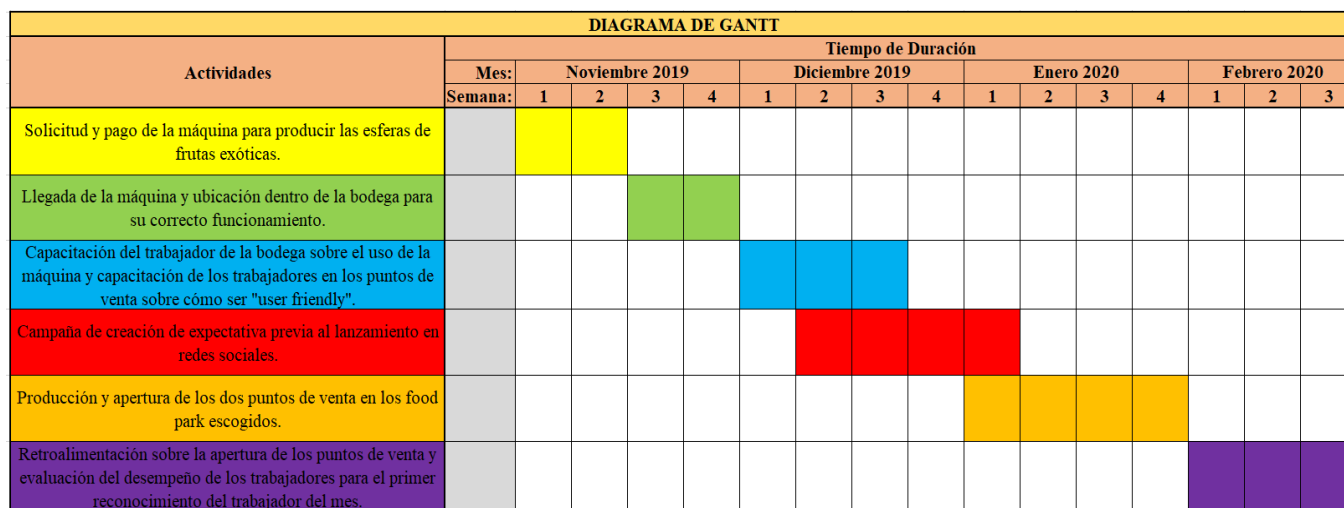 DIAGRAMA DE GANTT
Actividades
Tiempo de Duración
Mes: Noviembre 2019 Diciembre 2019 Enero 2020 Febrero 2020
Semana: 1 2 3 4 1 2 3 4 1 2 3 4 1 2 3
Solicitud y pago de la máquina para producir las esferas de
frutas exóticas.
Llegada de la máquina y ubicación dentro de la bodega para
su correcto funcionamiento.
Capacitación del trabajador de la bodega sobre el uso de la
máquina y capacitación de los trabajadores en los puntos de
venta sobre cómo ser "user friendly".
Campaña de creación de expectativa previa al lanzamiento en
redes sociales.
Producción y apertura de los dos puntos de venta en los food
park escogidos.
Retroalimentación sobre la apertura de los puntos de venta y
evaluación del desempeño de los trabajadores para el primer
reconocimiento del trabajador del mes.